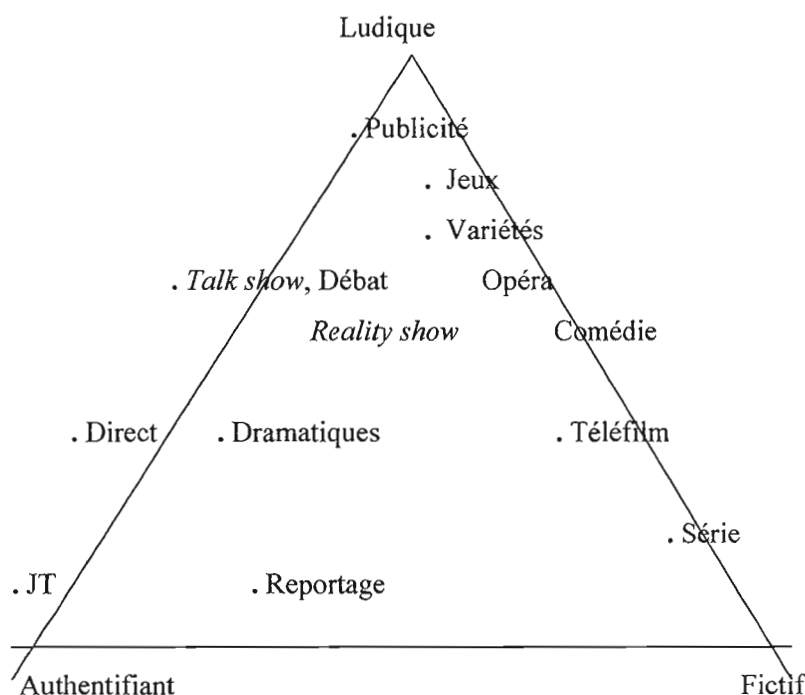 Ludique
. Publicité
. Jeux
. Variétés
. Talk show, Débat Opéra
Reality show Comédie
. Direct . Dramatiques . Téléfilm
. Série
. JT . Reportage
Authentifiant Fictif